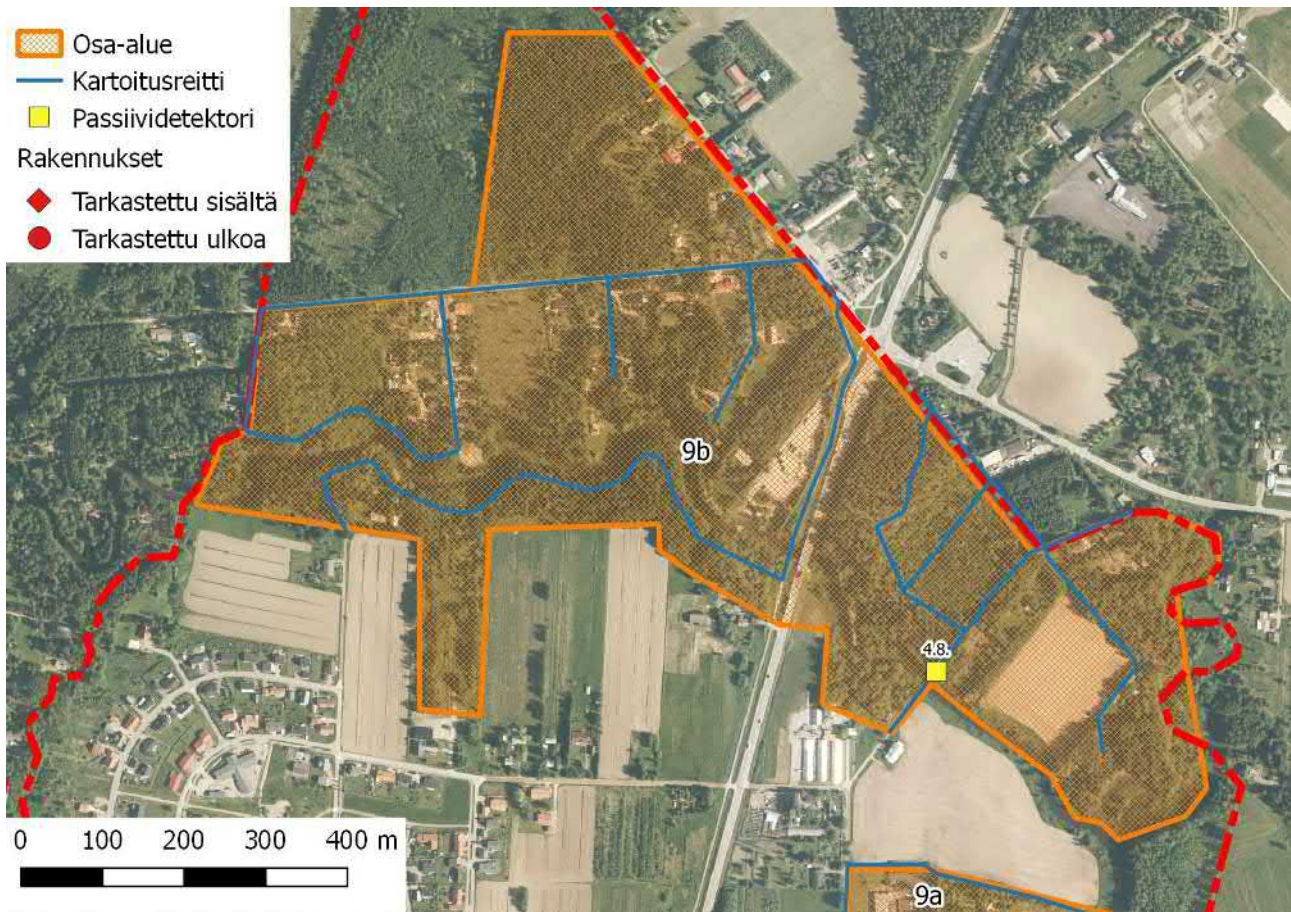 Osa-alue
Kartoitusreitti
Passiividetektori
Rakennukset
Tarkastettu sisältä
Tarkastettu ulkoa
9b
4.8.
0 100 200 300 400 m
9a